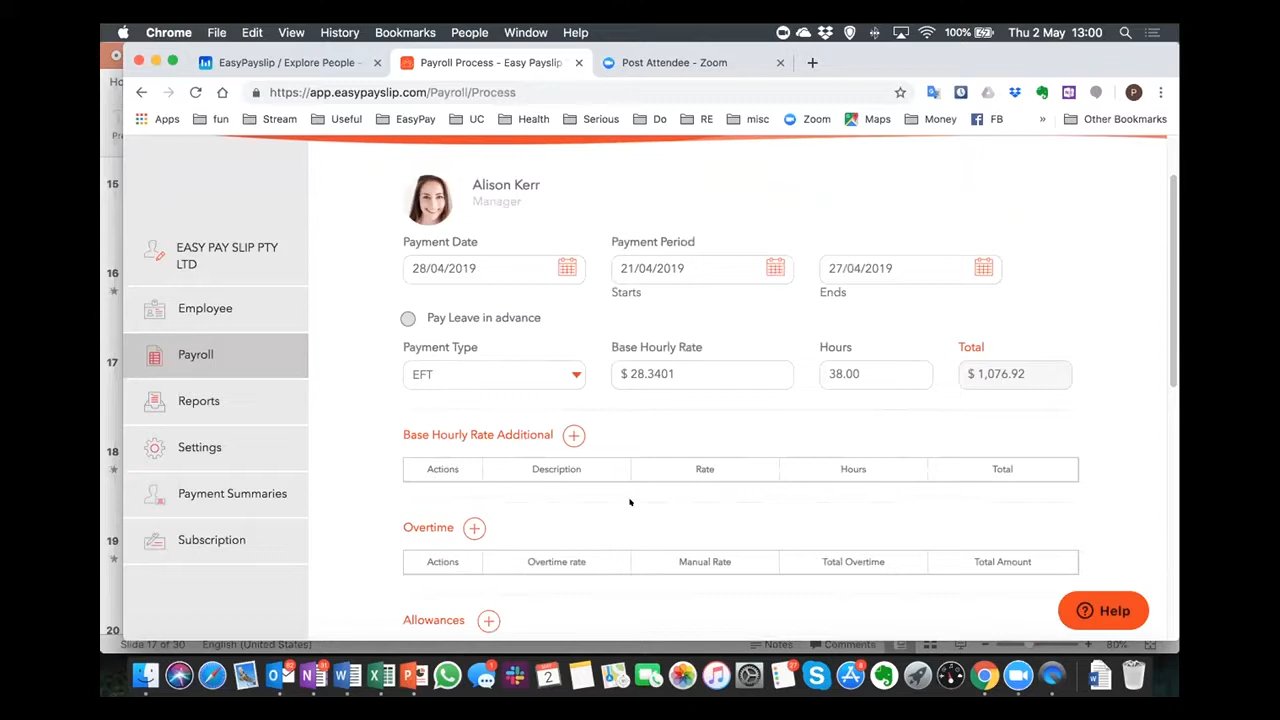 Chrome File Edit View History Bookmarks People Window Help 100% Thu 2 May 13:00
EasyPayslip / Explore People - Payroll Process - Easy Payslip Post Attendee - Zoom
https://app.easypayslip.com/Payroll/Process P
Apps fun Stream Useful EasyPay UC Health Serious Do RE misc Zoom Maps Money FB » Other Bookmarks
Ho
Pre
15
16
17
18
19
20
EASY PAY SLIP PTY
LTD
Employee
Payroll
Reports
Settings
Payment Summaries
Subscription
Alison Kerr
Manager
Payment Date Payment Period
28/04/2019 21/04/2019 27/04/2019
Starts Ends
Pay Leave in advance
Payment Type Base Hourly Rate Hours Total
EFT $ 28.3401 38.00 $ 1,076.92
Base Hourly Rate Additional
Actions Description Rate Hours Total
Overtime
Actions Overtime rate Manual Rate Total Overtime Total Amount
Allowances
Help
Slide 17 of 30 English (United States) Notes Comments 80%